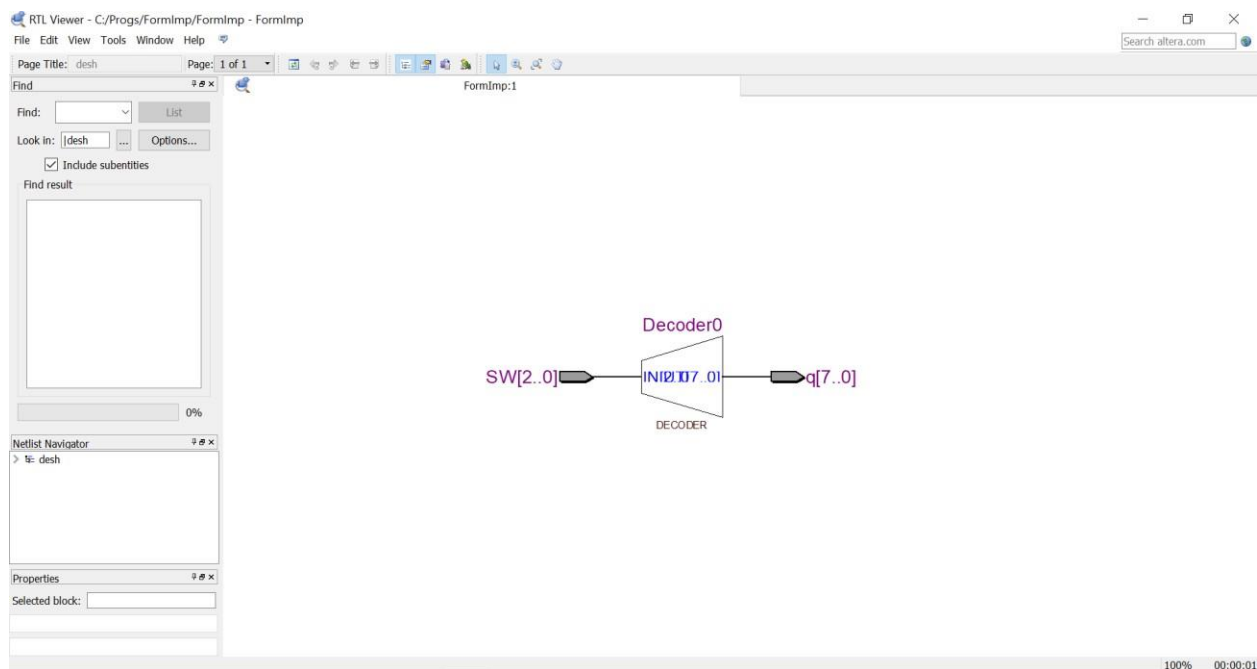 RTL Viewer - C:/Progs/FormImp/FormImp - FormImp
File Edit View Tools Window Help
Search altera.com
Page Title: desh Page: 1 of 1
Find
FormImp:1
Find: List
Look in: |desh ... Options...
Include subentities
Find result
0%
Netlist Navigator
desh
Properties
Selected block:
Decoder0
SW[2..0]
q[7..0]
DECODER
100% 00:00:01